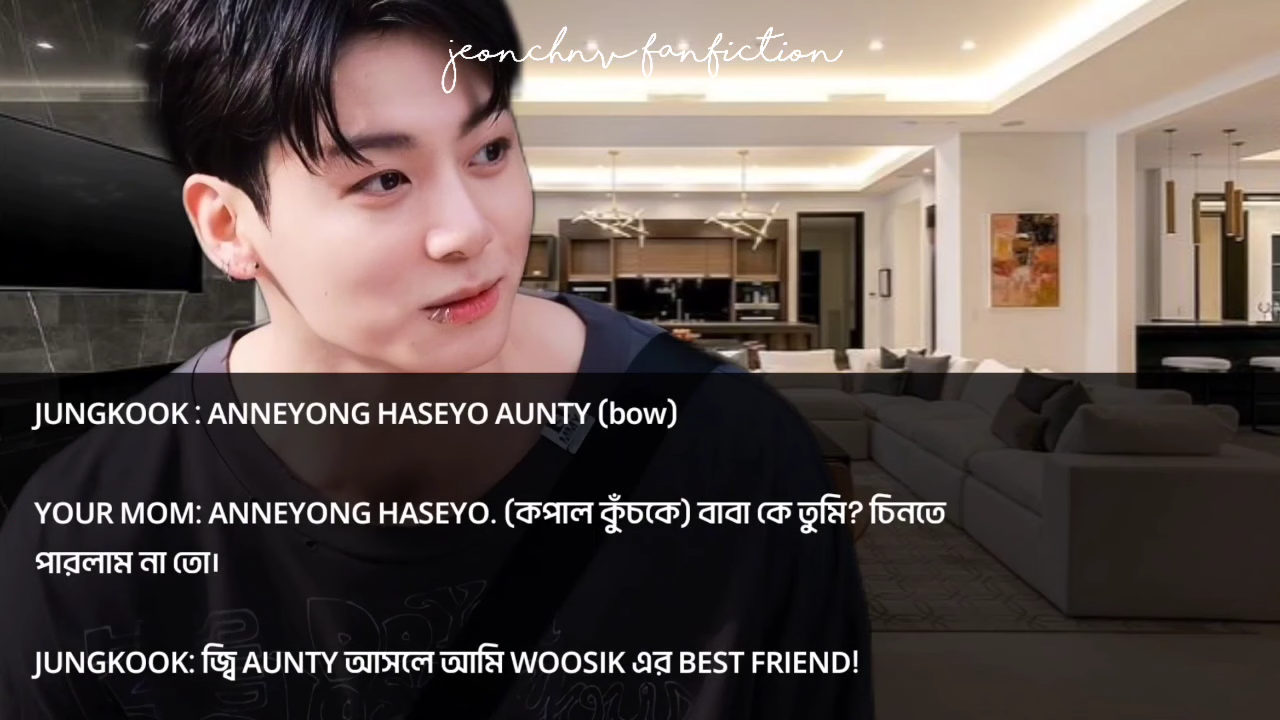 jeonchnv fanfiction
JUNGKOOK : ANNEYONG HASEYO AUNTY (bow)
YOUR MOM: ANNEYONG HASEYO. (কপাল কুঁচকে) বাবা কে তুমি? চিনতে
পারলাম না তো।
JUNGKOOK: জ্বি AUNTY আসলে আমি WOOSIK এর BEST FRIEND!